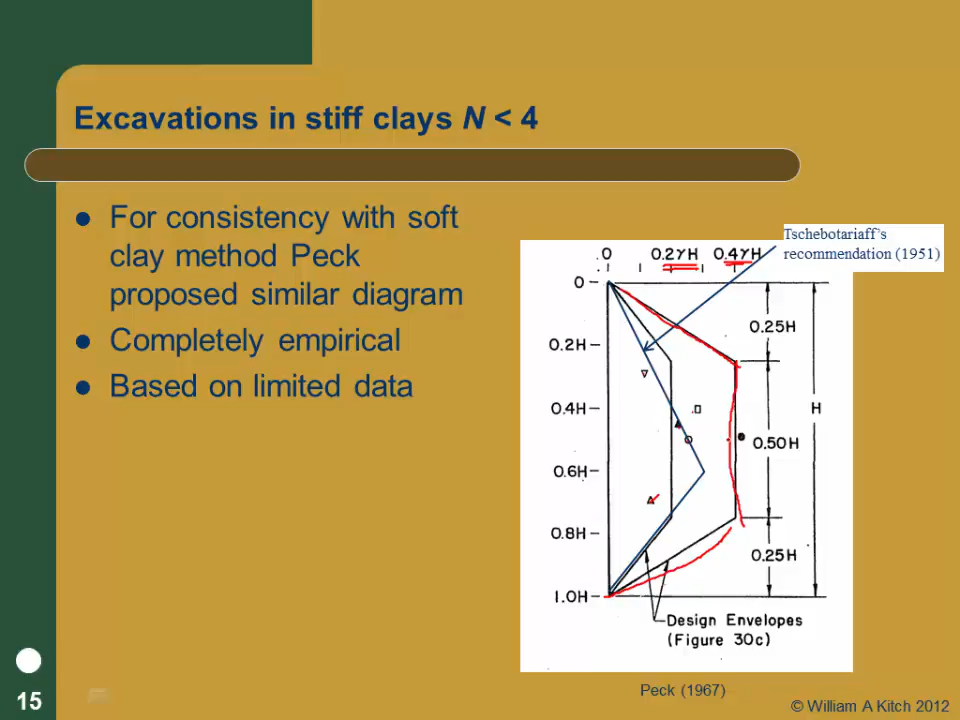 Excavations in stiff clays N < 4
For consistency with soft
clay method Peck
proposed similar diagram
Completely empirical
Based on limited data
Tschebotariaff's
recommendation (1951)
0 0.2γH 0.4γH
0
0.25H
0.2H
0.4H
H
0.50H
0.6H
0.8H
0.25H
1.0H
Design Envelopes
(Figure 30c)
Peck (1967)
15
© William A Kitch 2012